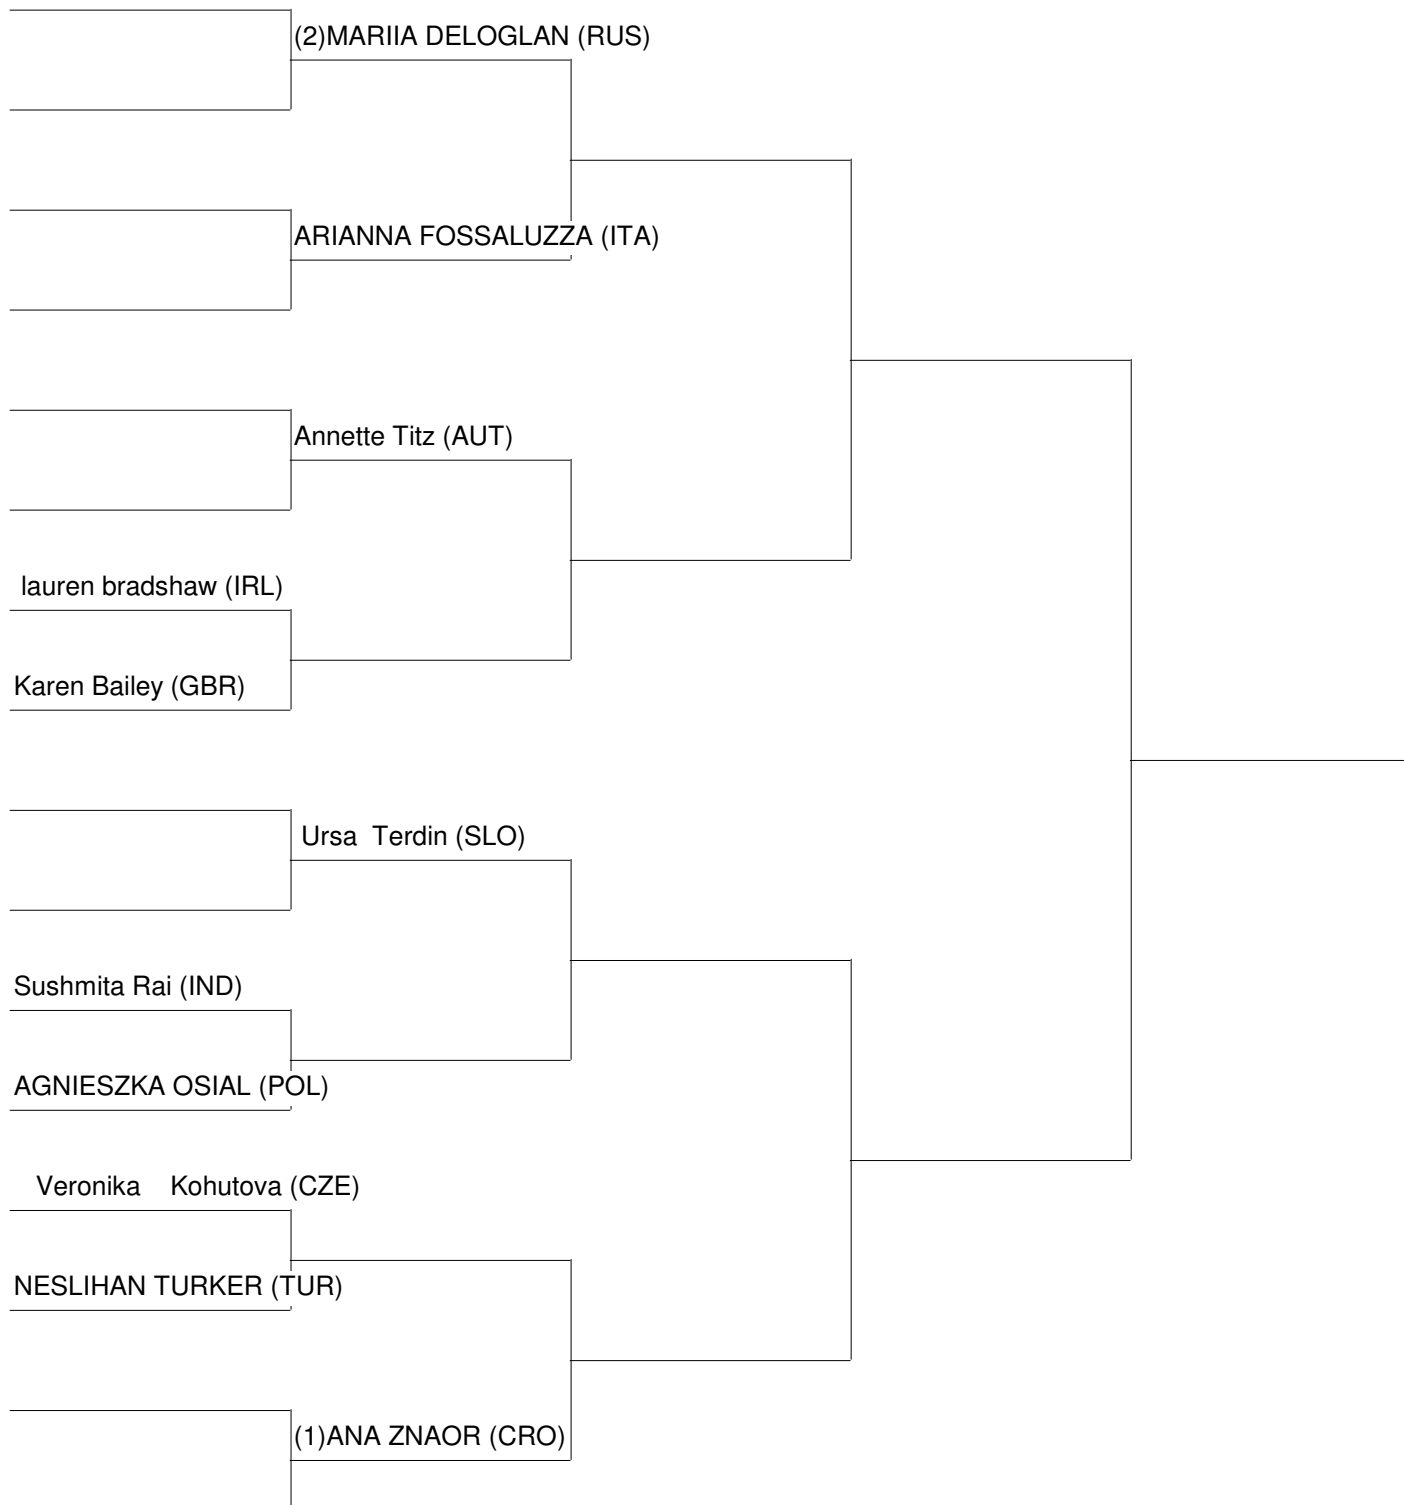 (2)MARIIA DELOGLAN (RUS)
ARIANNA FOSSALUZZA (ITA)
Annette Titz (AUT)
lauren bradshaw (IRL)
Karen Bailey (GBR)
Ursa  Terdin (SLO)
Sushmita Rai (IND)
AGNIESZKA OSIAL (POL)
Veronika    Kohutova (CZE)
NESLIHAN TURKER (TUR)
(1)ANA ZNAOR (CRO)